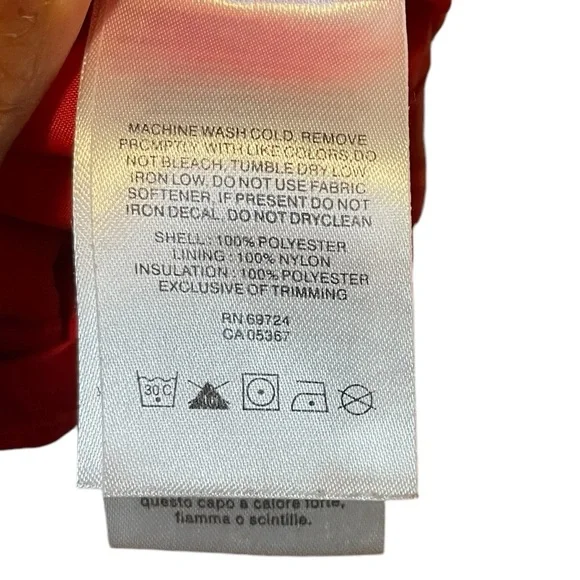 MACHINE WASH COLD, REMOVE
PROMPTLY WITH LIKE COLORS, DO
NOT BLEACH, TUMBLE DRY LOW
IRON LOW, DO NOT USE FABRIC
SOFTENER, IF PRESENT DO NOT
IRON DECAL, DO NOT DRYCLEAN
SHELL : 100% POLYESTER
LINING : 100% NYLON
INSULATION : 100% POLYESTER
EXCLUSIVE OF TRIMMING
RN 69724
CA 05367
30 C
questo capo a calore forte,
fiamma o scintille.